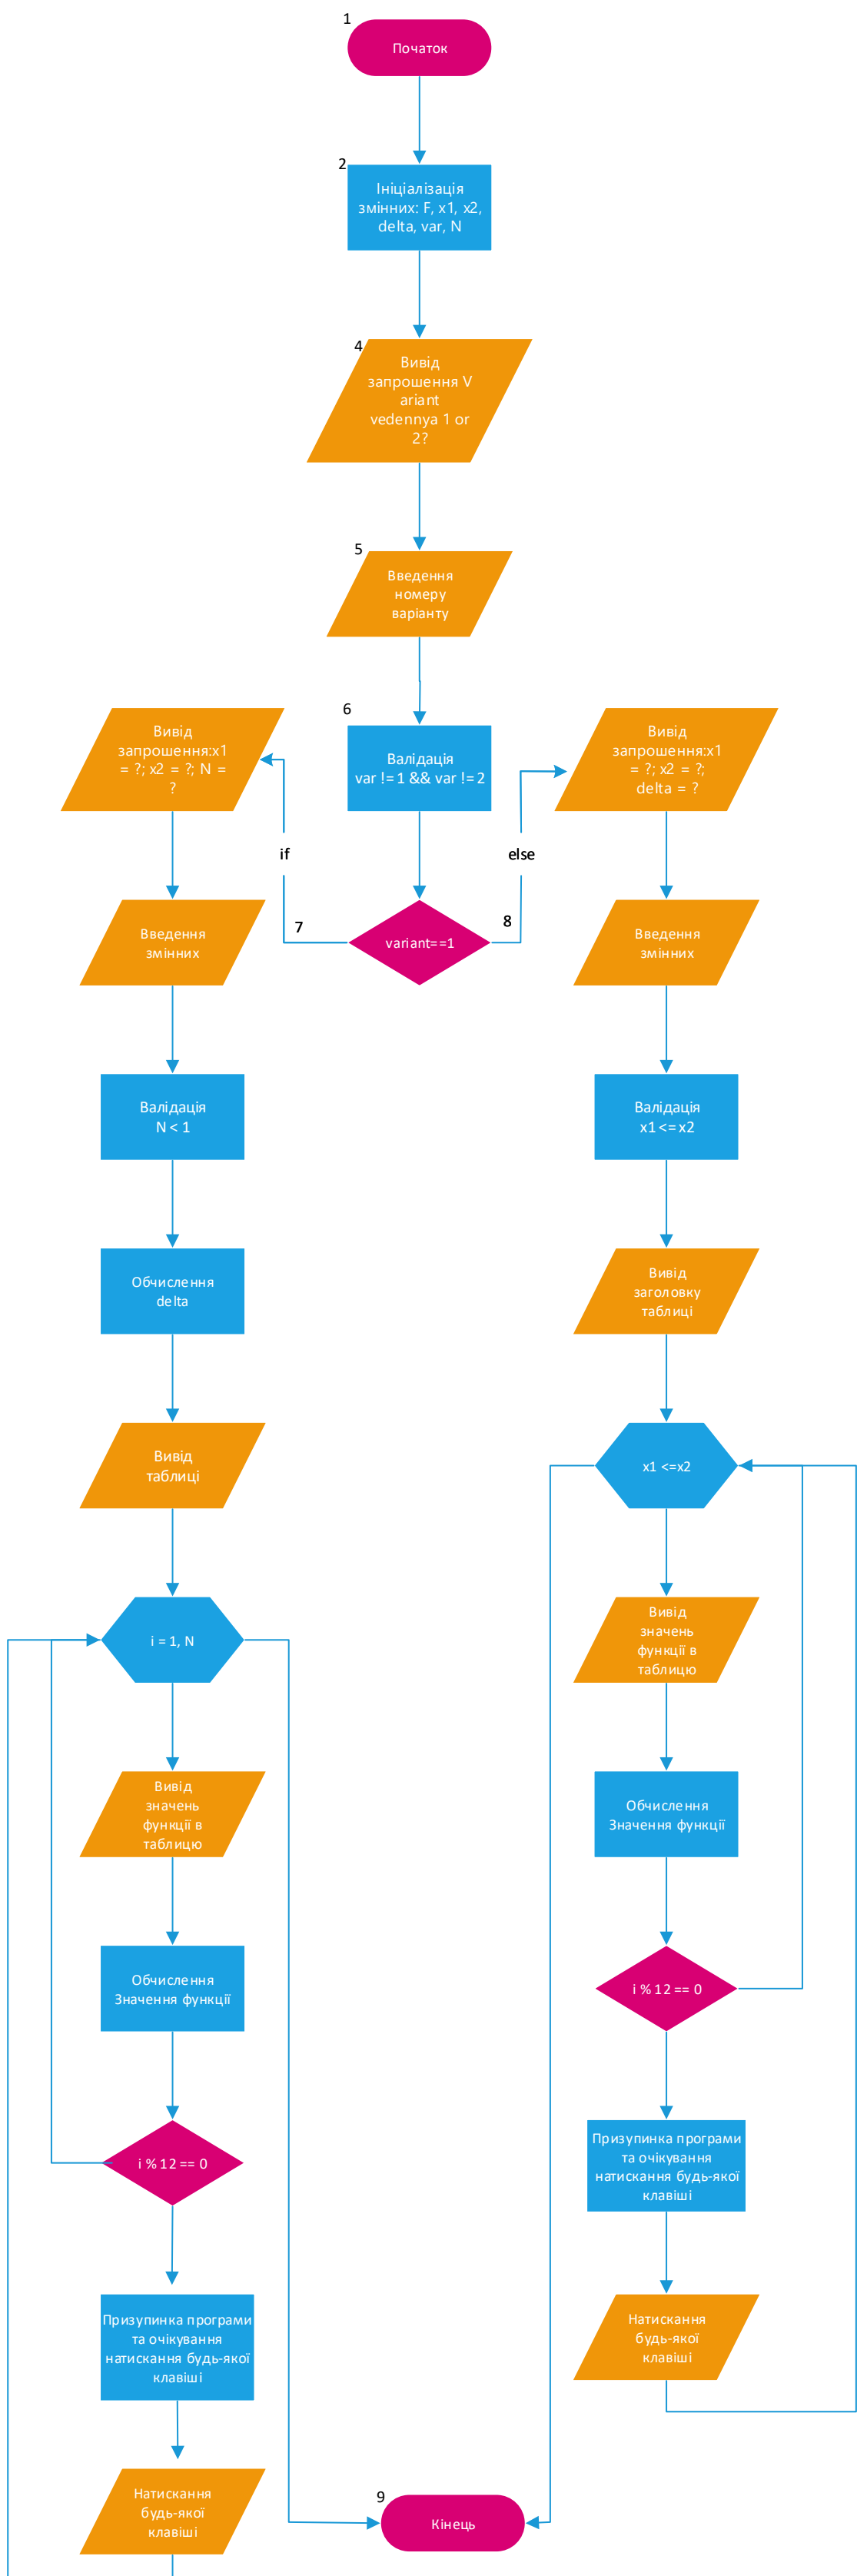 1
Початок
2
Ініціалізація
змінних: F, x1, x2,
delta, var, N
4
Вивід
запрошення V
ariant
vedennya 1 or
2?
5
Введення
номеру
варіанту
6
Валідація
var != 1 && var != 2
variant==1
7
if
8
else
Вивід
запрошення:x1
= ?; x2 = ?; N =
?
Введення
змінних
Валідація
N < 1
Обчислення
delta
Вивід
таблиці
i = 1, N
Вивід
значень
функції в
таблицю
Обчислення
Значення функції
i % 12 == 0
Призупинка програми
та очікування
натискання будь-якої
клавіші
Натискання
будь-якої
клавіші
Вивід
запрошення:x1
= ?; x2 = ?;
delta = ?
Введення
змінних
Валідація
x1 <= x2
Вивід
заголовку
таблиці
x1 <=x2
Вивід
значень
функції в
таблицю
Обчислення
Значення функції
i % 12 == 0
Призупинка програми
та очікування
натискання будь-якої
клавіші
Натискання
будь-якої
клавіші
9
Кінець